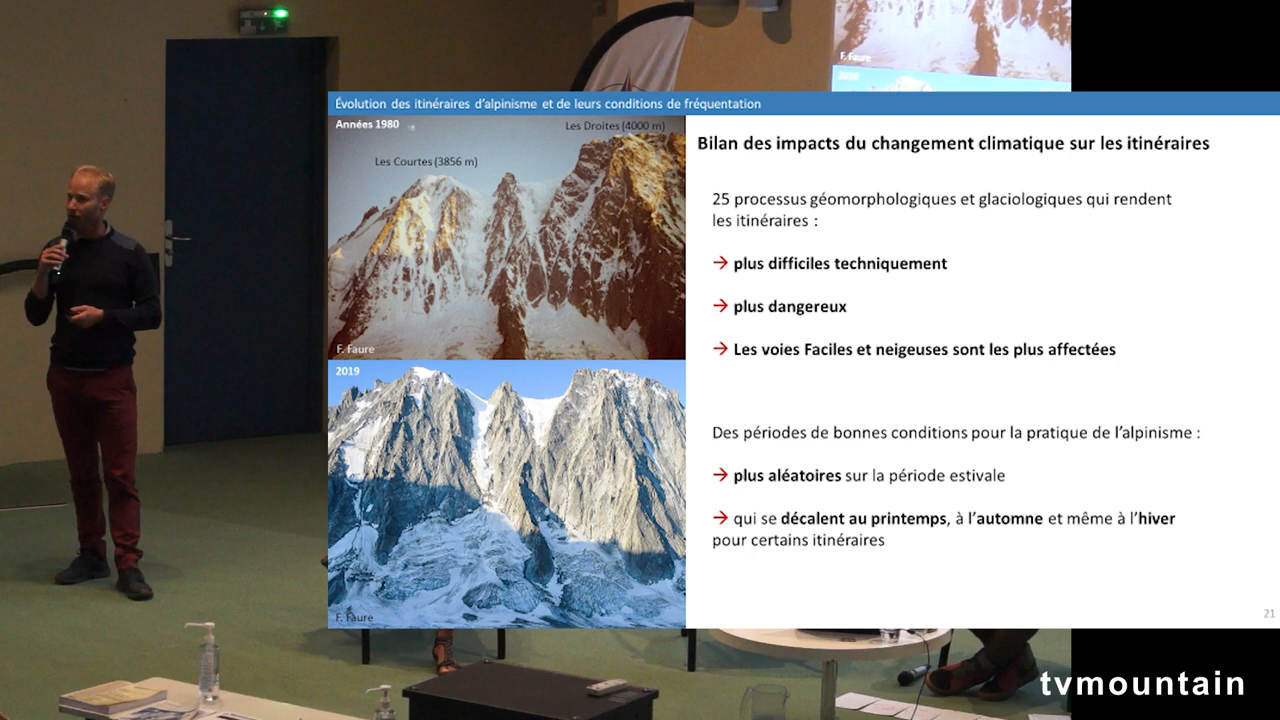 F. Faure
2019
Évolution des itinéraires d'alpinisme et de leurs conditions de fréquentation
Années 1980
Les Droites (4000 m)
Les Courtes (3856 m)
F. Faure
2019
F. Faure
Bilan des impacts du changement climatique sur les itinéraires
25 processus géomorphologiques et glaciologiques qui rendent
les itinéraires :
→ plus difficiles techniquement
→ plus dangereux
→ Les voies Faciles et neigeuses sont les plus affectées
Des périodes de bonnes conditions pour la pratique de l'alpinisme :
→ plus aléatoires sur la période estivale
→ qui se décalent au printemps, à l'automne et même à l'hiver
pour certains itinéraires
21
tvmountain